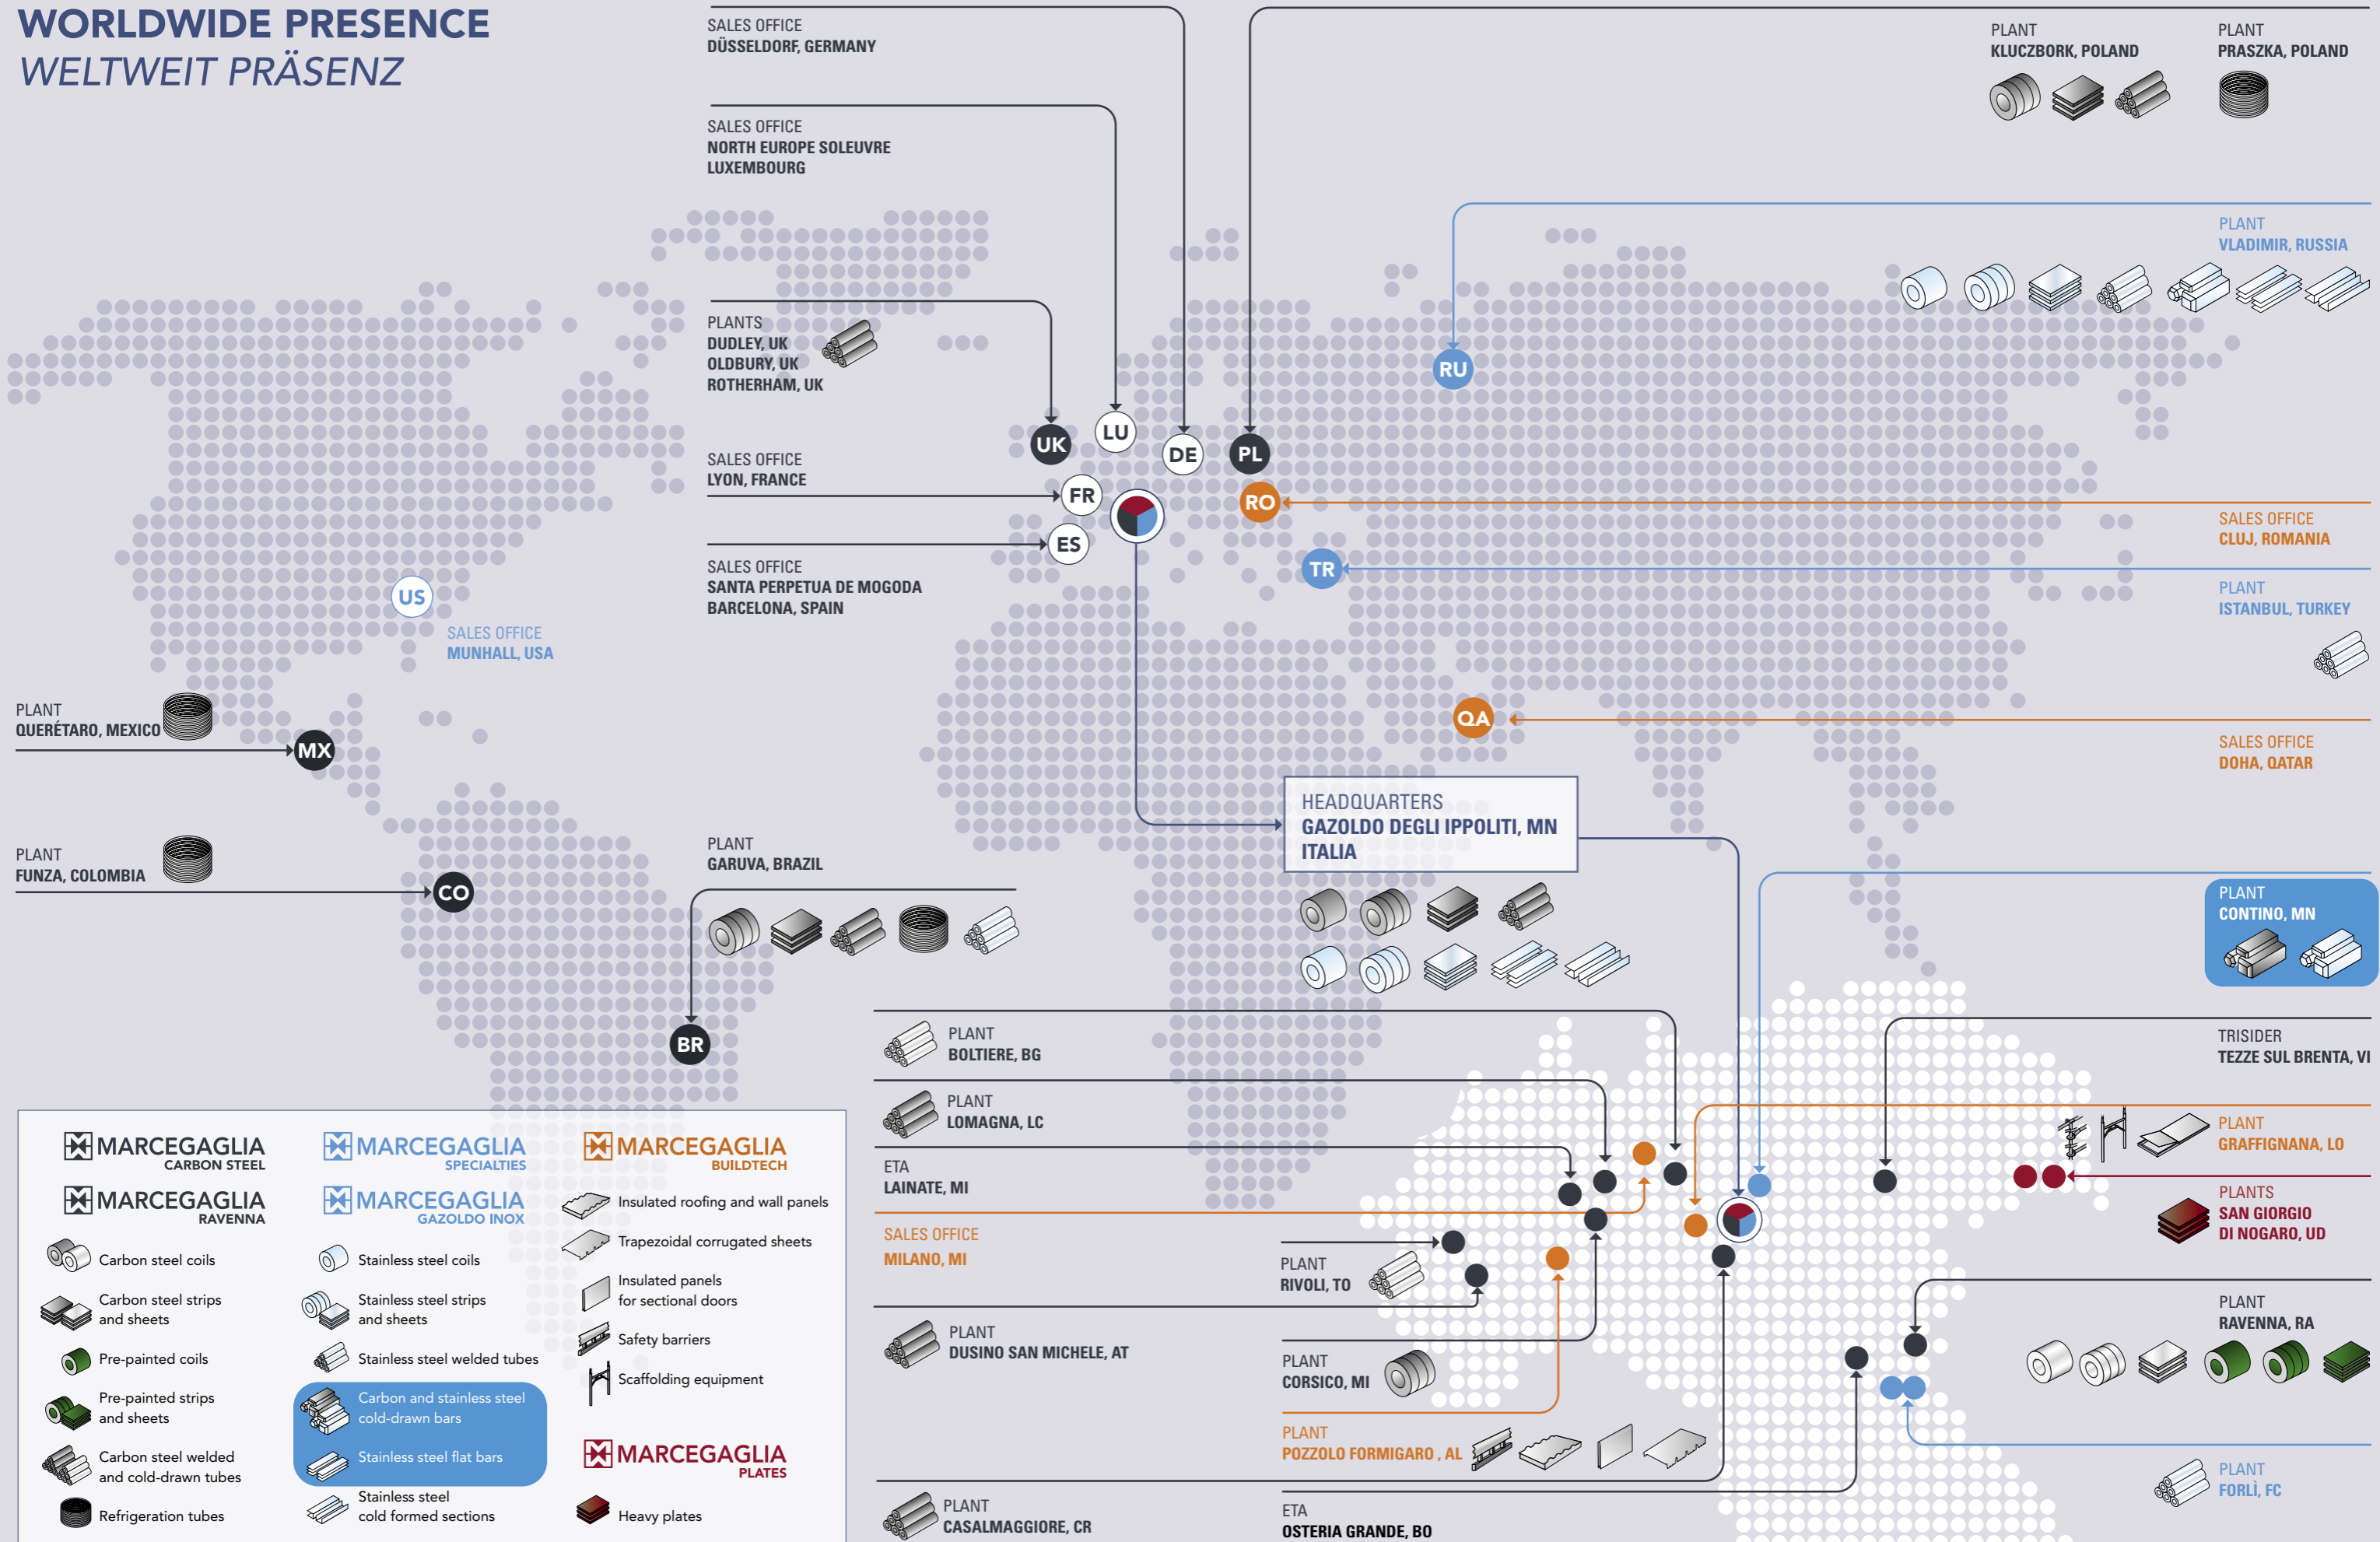 WORLDWIDE PRESENCE
WELTWEIT PRÄSENZ
SALES OFFICE
DÜSSELDORF, GERMANY
SALES OFFICE
NORTH EUROPE SOLEUVRE
LUXEMBOURG
PLANTS
DUDLEY, UK
OLDBURY, UK
ROTHERHAM, UK
SALES OFFICE
LYON, FRANCE
SALES OFFICE
SANTA PERPETUA DE MOGODA
BARCELONA, SPAIN
PLANT
KLUCZBORK, POLAND
PLANT
PRASZKA, POLAND
PLANT
VLADIMIR, RUSSIA
SALES OFFICE
CLUJ, ROMANIA
PLANT
ISTANBUL, TURKEY
SALES OFFICE
DOHA, QATAR
RU
UK
LU
DE
PL
FR
RO
ES
TR
US
QA
MX
CO
BR
SALES OFFICE
MUNHALL, USA
PLANT
QUERÉTARO, MEXICO
PLANT
FUNZA, COLOMBIA
PLANT
GARUVA, BRAZIL
HEADQUARTERS
GAZOLDO DEGLI IPPOLITI, MN
ITALIA
PLANT
CONTINO, MN
TRISIDER
TEZZE SUL BRENTA, VI
PLANT
GRAFFIGNANA, LO
PLANTS
SAN GIORGIO
DI NOGARO, UD
PLANT
RAVENNA, RA
PLANT
FORLÌ, FC
PLANT
BOLTIERE, BG
PLANT
LOMAGNA, LC
ETA
LAINATE, MI
SALES OFFICE
MILANO, MI
PLANT
RIVOLI, TO
PLANT
DUSINO SAN MICHELE, AT
PLANT
CORSICO, MI
PLANT
POZZOLO FORMIGARO , AL
PLANT
CASALMAGGIORE, CR
ETA
OSTERIA GRANDE, BO
MARCEGAGLIA
CARBON STEEL
MARCEGAGLIA
RAVENNA
Carbon steel coils
Carbon steel strips
and sheets
Pre-painted coils
Pre-painted strips
and sheets
Carbon steel welded
and cold-drawn tubes
Refrigeration tubes
MARCEGAGLIA
SPECIALTIES
MARCEGAGLIA
GAZOLDO INOX
Stainless steel coils
Stainless steel strips
and sheets
Stainless steel welded tubes
Carbon and stainless steel
cold-drawn bars
Stainless steel flat bars
Stainless steel
cold formed sections
MARCEGAGLIA
BUILDTECH
Insulated roofing and wall panels
Trapezoidal corrugated sheets
Insulated panels
for sectional doors
Safety barriers
Scaffolding equipment
MARCEGAGLIA
PLATES
Heavy plates